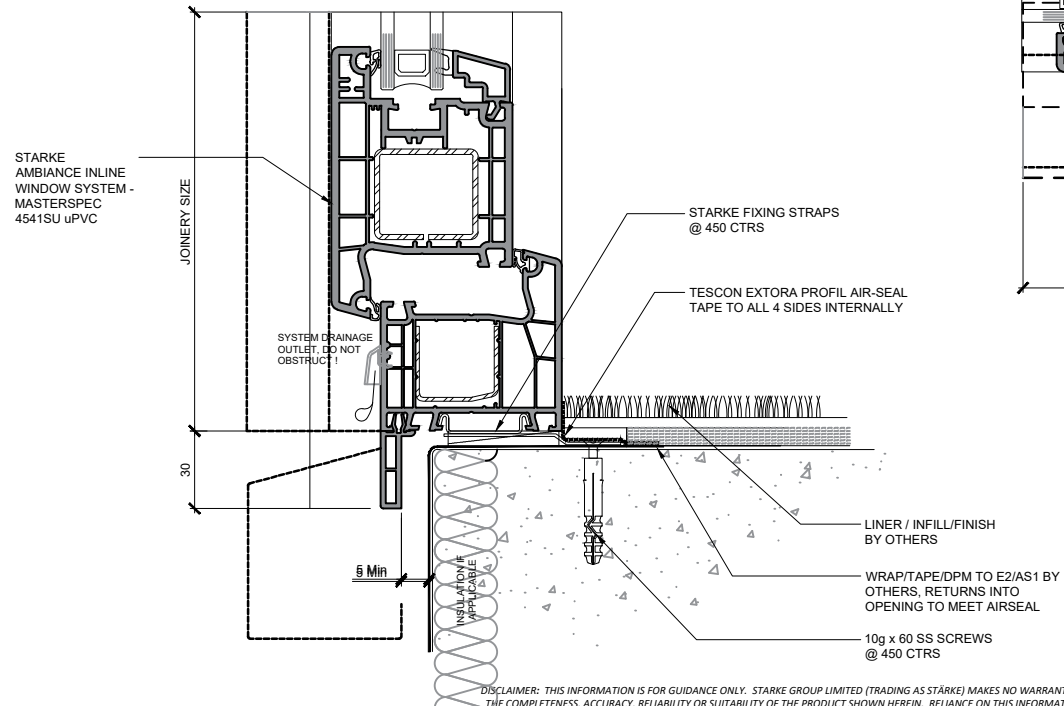 STARKE
AMBIANCE INLINE
WINDOW SYSTEM -
MASTERSPEC
4541SU uPVC
JOINERY SIZE
STARKE FIXING STRAPS
@ 450 CTRS
TESCON EXTORA PROFIL AIR-SEAL
TAPE TO ALL 4 SIDES INTERNALLY
SYSTEM DRAINAGE
OUTLET, DO NOT
OBSTRUCT !
30
5 Min
INSULATION IF
APPLICABLE
LINER / INFILL/FINISH
BY OTHERS
WRAP/TAPE/DPM TO E2/AS1 BY
OTHERS, RETURNS INTO
OPENING TO MEET AIRSEAL
10g x 60 SS SCREWS
@ 450 CTRS
DISCLAIMER: THIS INFORMATION IS FOR GUIDANCE ONLY. STARKE GROUP LIMITED (TRADING AS STÄRKE) MAKES NO WARRANT
THE COMPLETENESS, ACCURACY, RELIABILITY OR SUITABILITY OF THE PRODUCT SHOWN HEREIN. RELIANCE ON THIS INFORMAT